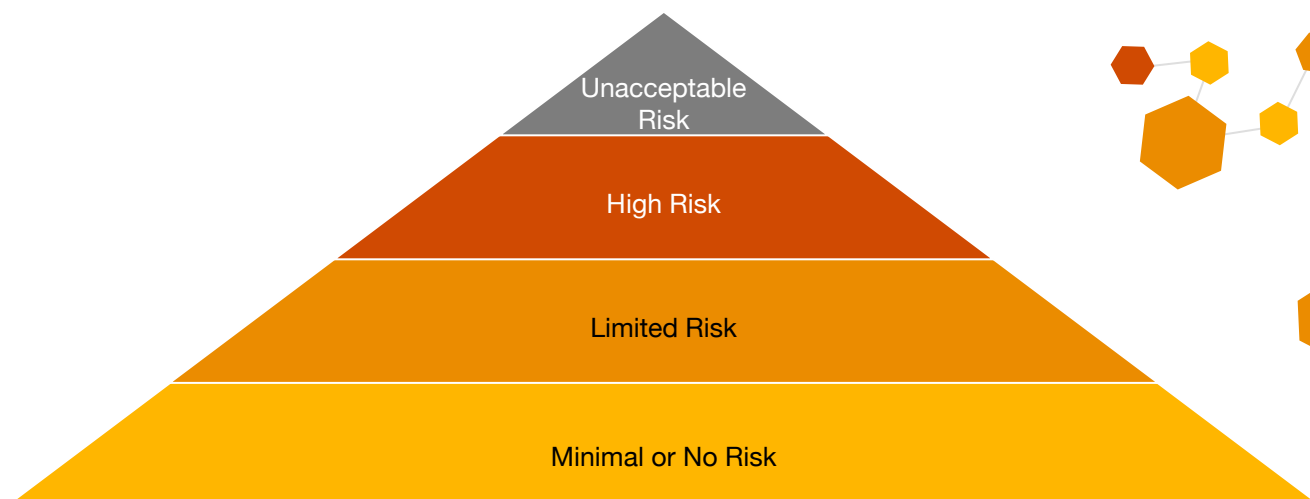 Unacceptable
Risk
High Risk
Limited Risk
Minimal or No Risk